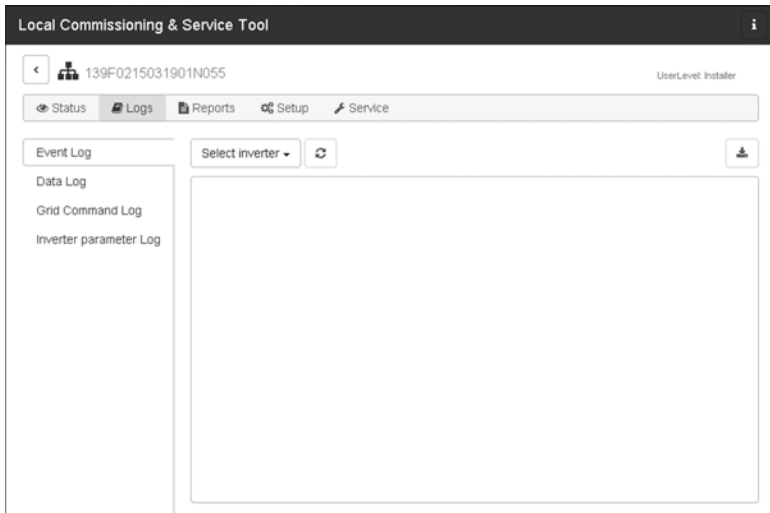 Local Commissioning & Service Tool
i
139F0215031901N055
UserLevel: Installer
Status Logs Reports Setup Service
Event Log
Select inverter
Data Log
Grid Command Log
Inverter parameter Log